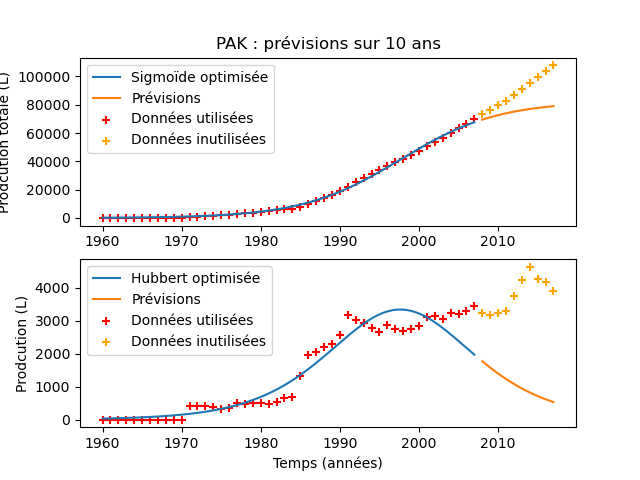 PAK : prévisions sur 10 ans
Prodcution totale (L)
100000
80000
60000
40000
20000
0
Sigmoïde optimisée
Prévisions
Données utilisées
Données inutilisées
1960 1970 1980 1990 2000 2010
Prodcution (L)
4000
3000
2000
1000
0
Hubbert optimisée
Prévisions
Données utilisées
Données inutilisées
1960 1970 1980 1990 2000 2010
Temps (années)